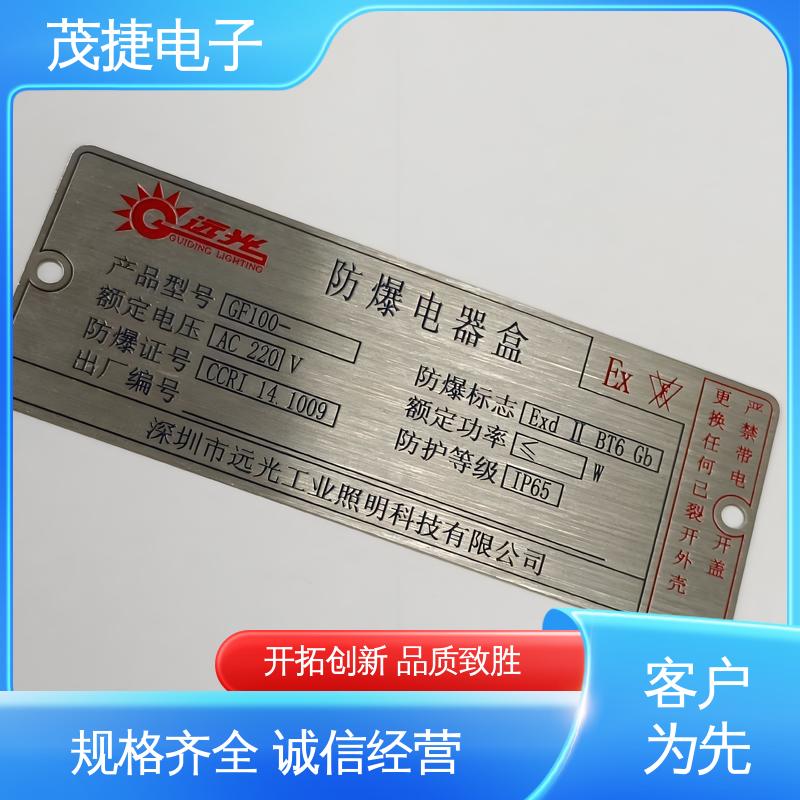 茂捷电子
远光
GUIDING LIGHTING
防爆电器盒
产品型号 GF100-
额定电压 AC 220 V
防爆证号 CCRI 14.1009
出厂编号
Ex
防爆标志 Exd Ⅱ BT6 Gb
额定功率 ≤ W
防护等级 IP65
严禁带电开盖
更换任何已裂开外壳
深圳市远光工业照明科技有限公司
开拓创新 品质致胜
规格齐全 诚信经营
客户
为先